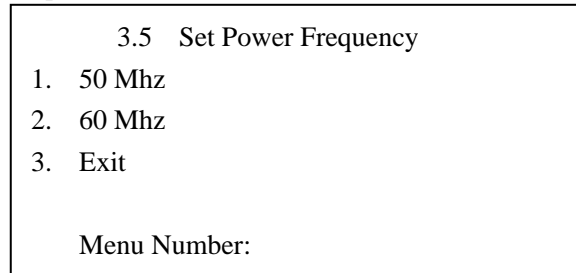 3.5 Set Power Frequency
1. 50 Mhz
2. 60 Mhz
3. Exit
Menu Number: